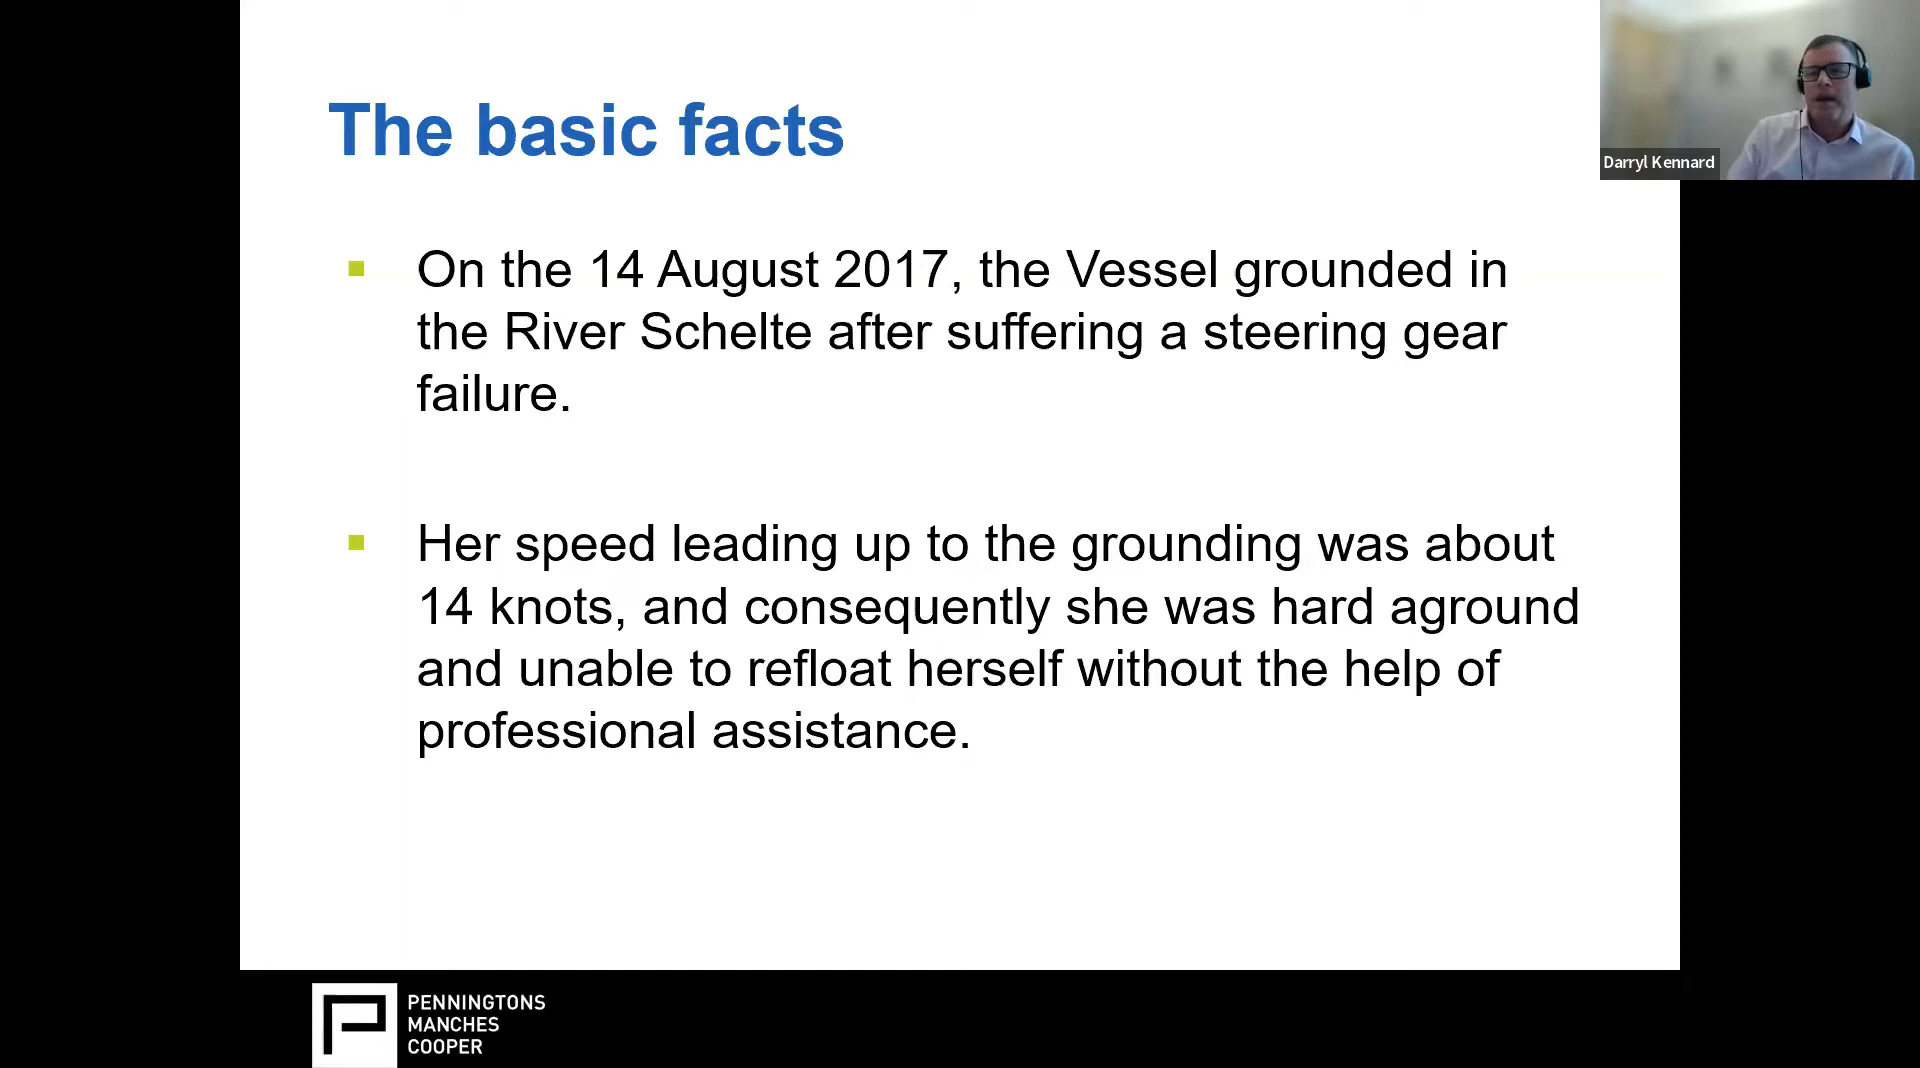 The basic facts
Darryl Kennard
On the 14 August 2017, the Vessel grounded in
the River Schelte after suffering a steering gear
failure.
Her speed leading up to the grounding was about
14 knots, and consequently she was hard aground
and unable to refloat herself without the help of
professional assistance.
PENNINGTONS
MANCHES
COOPER